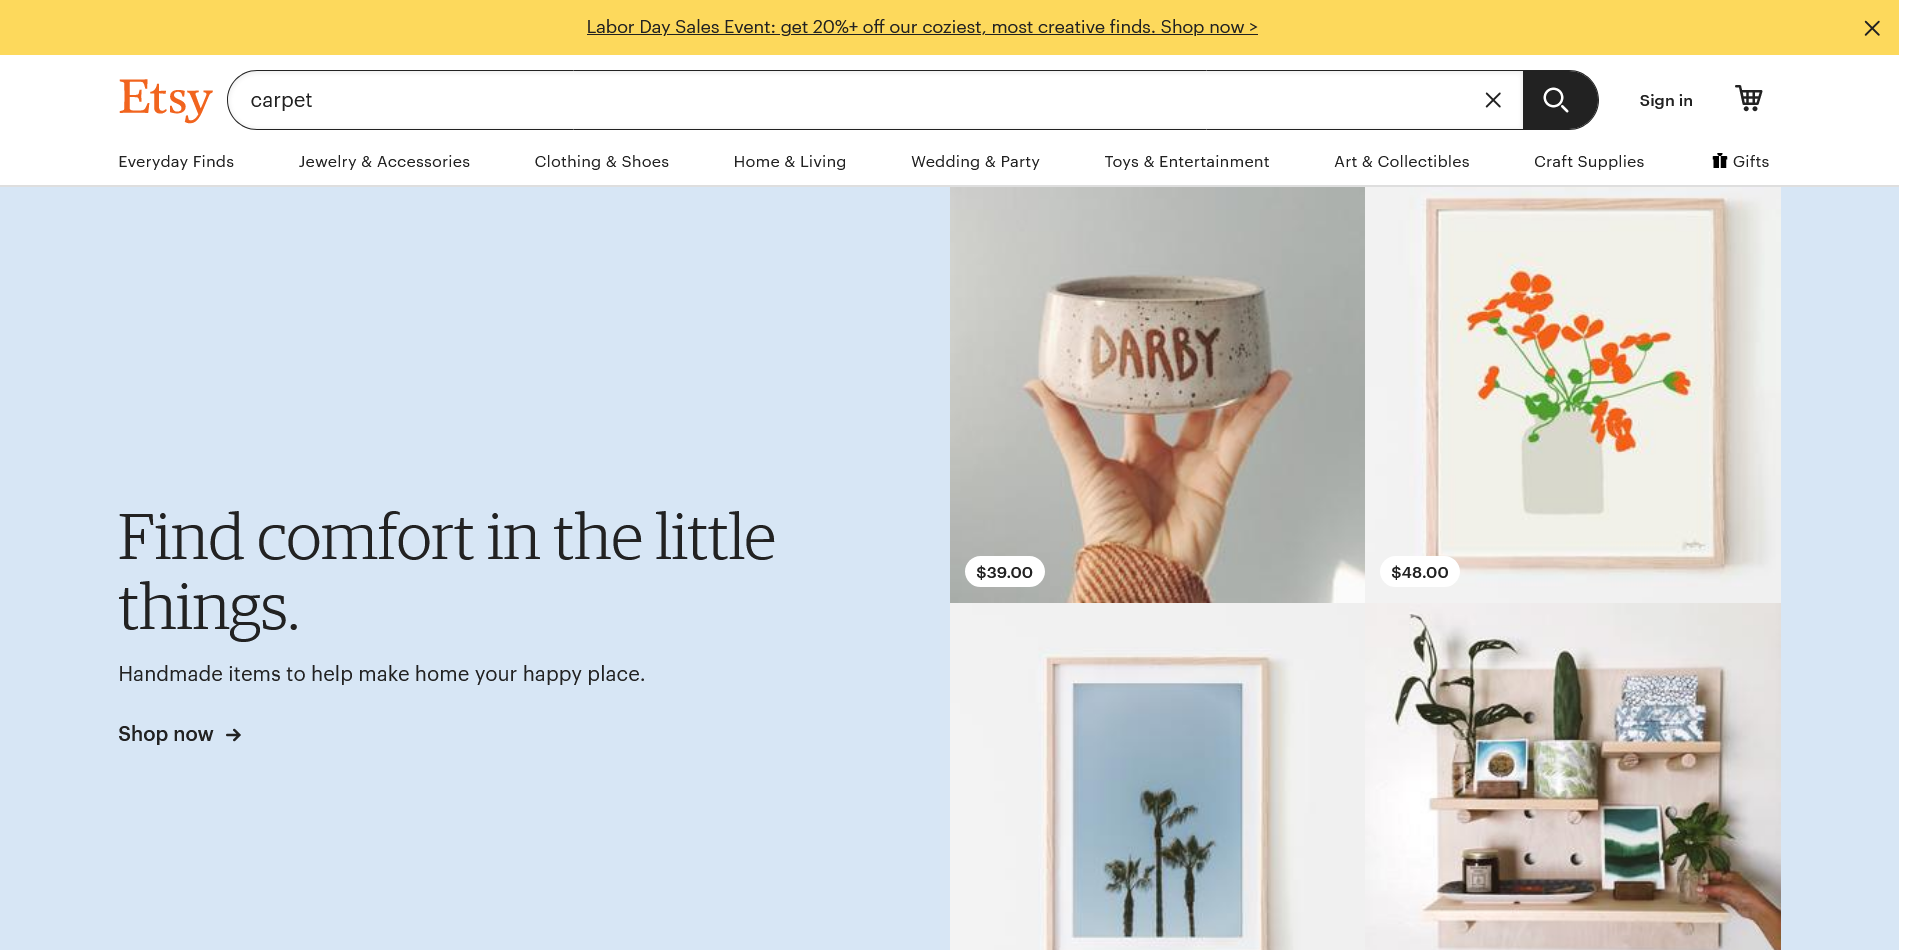 Labor Day Sales Event: get 20%+ off our coziest, most creative finds. Shop now >
Etsy
carpet
Sign in
Everyday Finds
Jewelry & Accessories
Clothing & Shoes
Home & Living
Wedding & Party
Toys & Entertainment
Art & Collectibles
Craft Supplies
Gifts
Find comfort in the little
things.
Handmade items to help make home your happy place.
Shop now →
DARBY
$39.00
$48.00